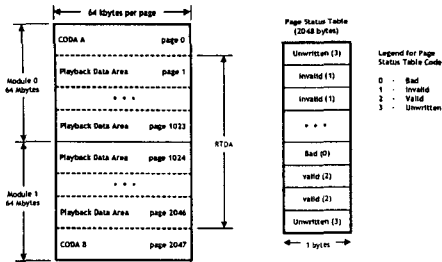 64 kbytes per page
CODA A page 0
Playback Data Area page 1
• • •
Playback Data Area page 1023
Playback Data Area page 1024
• • •
Playback Data Area page 2046
CODA B page 2047
Module 0
64 Mbytes
Module 1
64 Mbytes
RTDA
Page Status Table
(2048 bytes)
Unwritten (3)
Invalid (1)
Invalid (1)
• • •
Bad (0)
valid (2)
valid (2)
Unwritten (3)
1 bytes
Legend for Page
Status Table Code
0 - Bad
1 - Invalid
2 - Valid
3 - Unwritten